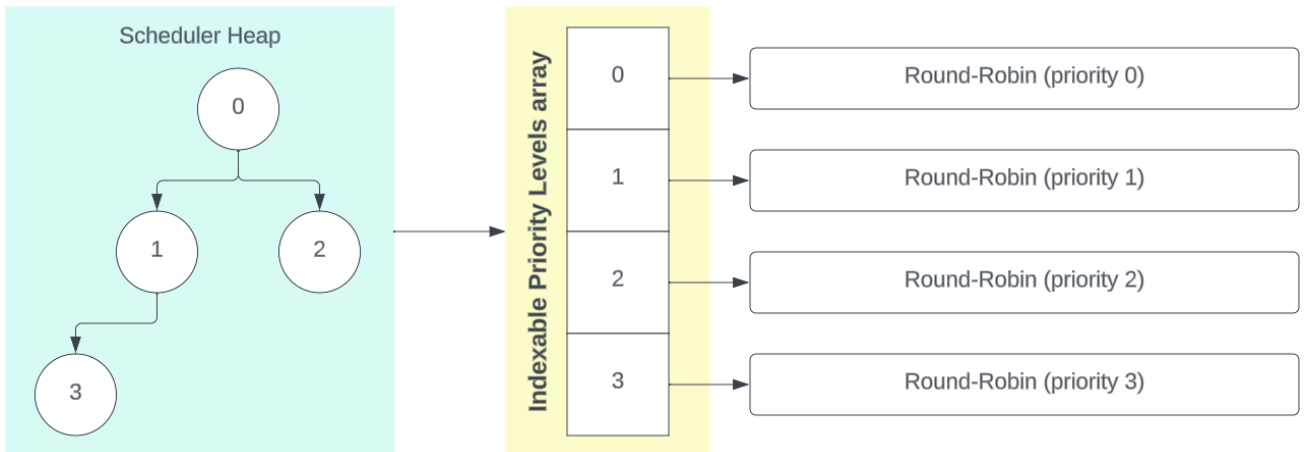 Scheduler Heap
0
1
2
3
Indexable Priority Levels array
0
1
2
3
Round-Robin (priority 0)
Round-Robin (priority 1)
Round-Robin (priority 2)
Round-Robin (priority 3)